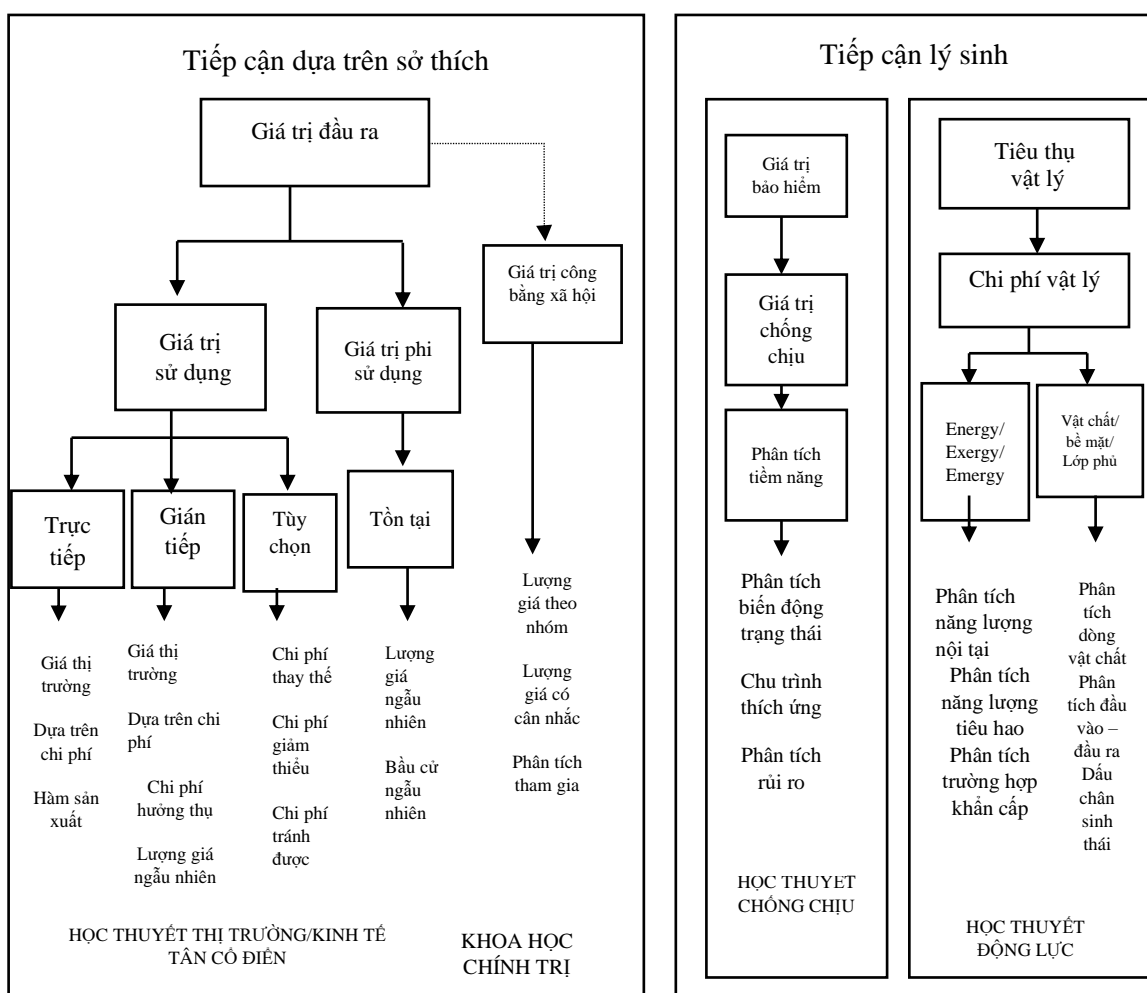 Tiếp cận dựa trên sở thích
Giá trị đầu ra
Giá trị
sử dụng
Giá trị phi
sử dụng
Giá trị công
bằng xã hội
Trực
tiếp
Gián
tiếp
Tùy
chọn
Tồn tại
Giá thị
trường
Dựa trên
chi phí
Hàm sản
xuất
Giá thị
trường
Dựa trên chi
phí
Chi phí
hưởng thụ
Lượng giá
ngẫu nhiên
Chi phí
thay thế
Chi phí
giảm
thiểu
Chi phí
tránh
được
Lượng
giá
ngẫu
nhiên
Bầu cử
ngẫu
nhiên
Lượng
giá theo
nhóm
Lượng
giá có
cân nhắc
Phân tích
tham gia
HỌC THUYẾT THỊ TRƯỜNG/KINH TẾ
TÂN CỔ ĐIỂN
KHOA HỌC
CHÍNH TRỊ
Tiếp cận lý sinh
Giá trị
bảo hiểm
Giá trị
chống
chịu
Phân tích
tiềm năng
Phân tích
biến động
trạng thái
Chu trình
thích ứng
Phân tích
rủi ro
HỌC THUYẾT
CHỐNG CHỊU
Tiêu thụ
vật lý
Chi phí vật lý
Energy/
Exergy/
Emergy
Vật chất/
bề mặt/
Lớp phủ
Phân tích
năng lượng
nội tại
Phân tích
năng lượng
tiêu hao
Phân tích
trường hợp
khẩn cấp
Phân
tích
dòng
vật chất
Phân
tích đầu
vào –
đầu ra
Dấu
chân
sinh
thái
HỌC THUYẾT
ĐỘNG LỰC